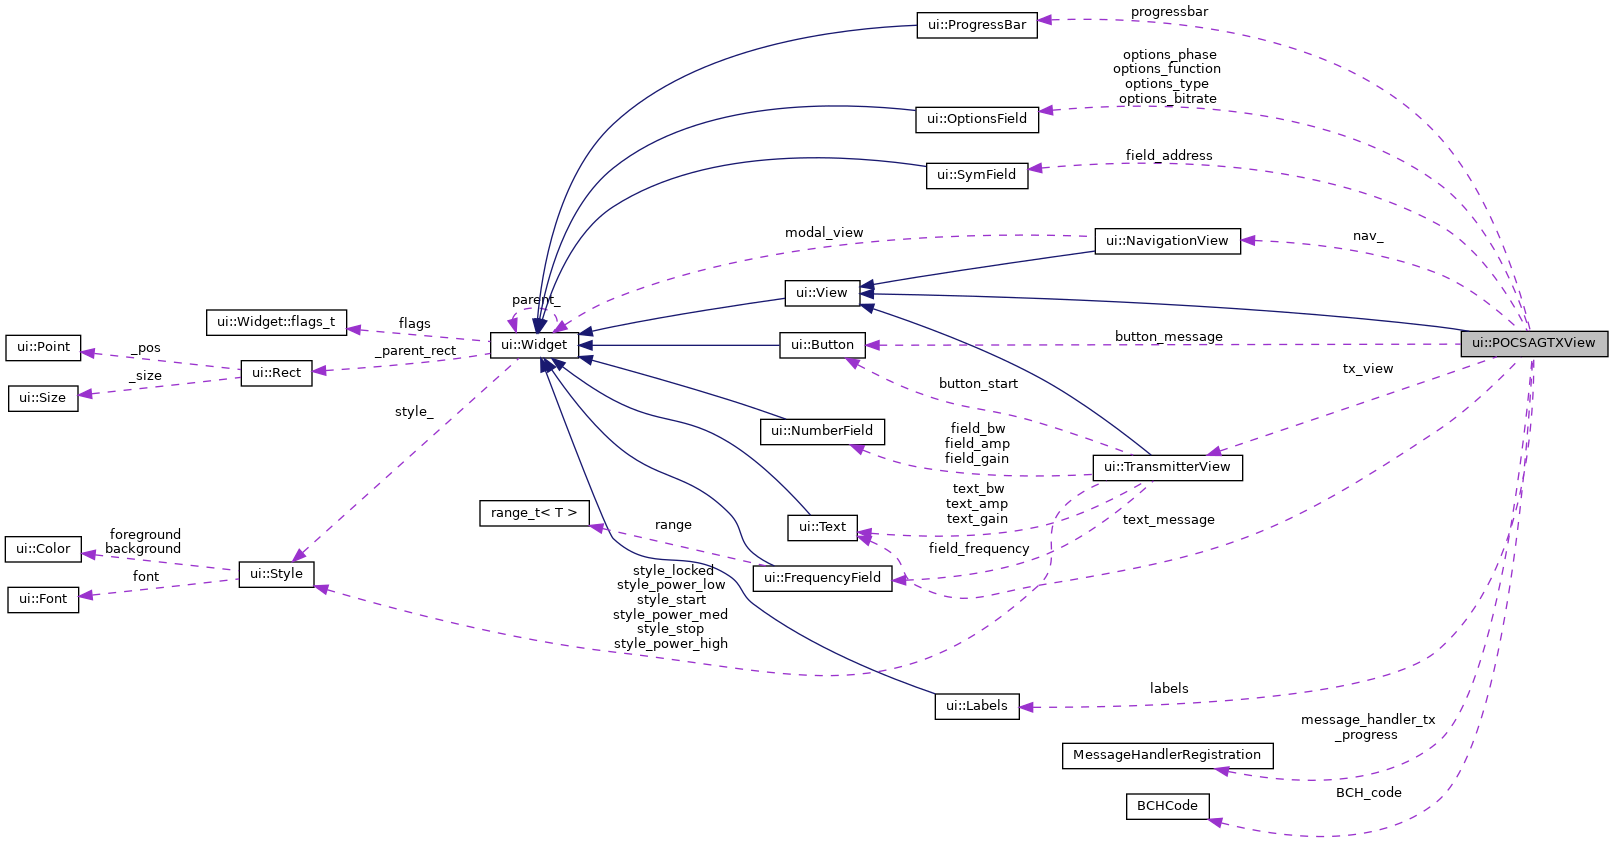 progressbar
ui::ProgressBar
options_phase
options_function
options_type
options_bitrate
ui::OptionsField
field_address
ui::SymField
modal_view
nav_
ui::NavigationView
ui::View
parent_
ui::Widget::flags_t
flags
ui::Point
_pos
_parent_rect
ui::Widget
ui::Button
button_message
ui::POCSAGTXView
ui::Rect
_size
ui::Size
tx_view
button_start
style_
ui::NumberField
field_bw
field_amp
field_gain
ui::TransmitterView
text_bw
text_amp
text_gain
range_t< T >
range
ui::Text
text_message
foreground
background
ui::Color
field_frequency
ui::Style
font
ui::FrequencyField
ui::Font
style_locked
style_power_low
style_start
style_power_med
style_stop
style_power_high
labels
ui::Labels
message_handler_tx
_progress
MessageHandlerRegistration
BCH_code
BCHCode